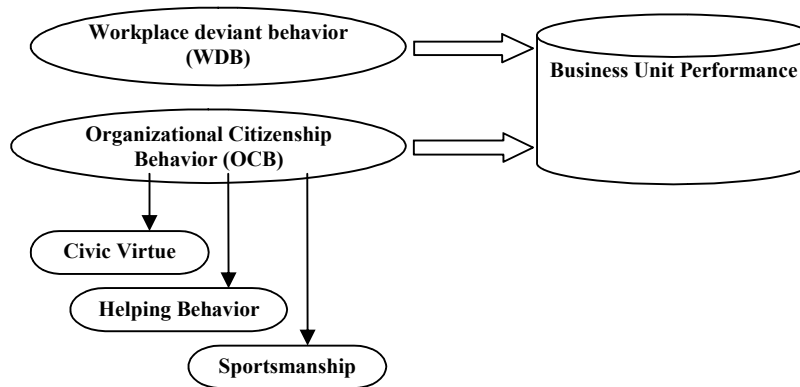 Workplace deviant behavior
(WDB)
Business Unit Performance
Organizational Citizenship
Behavior (OCB)
Civic Virtue
Helping Behavior
Sportsmanship